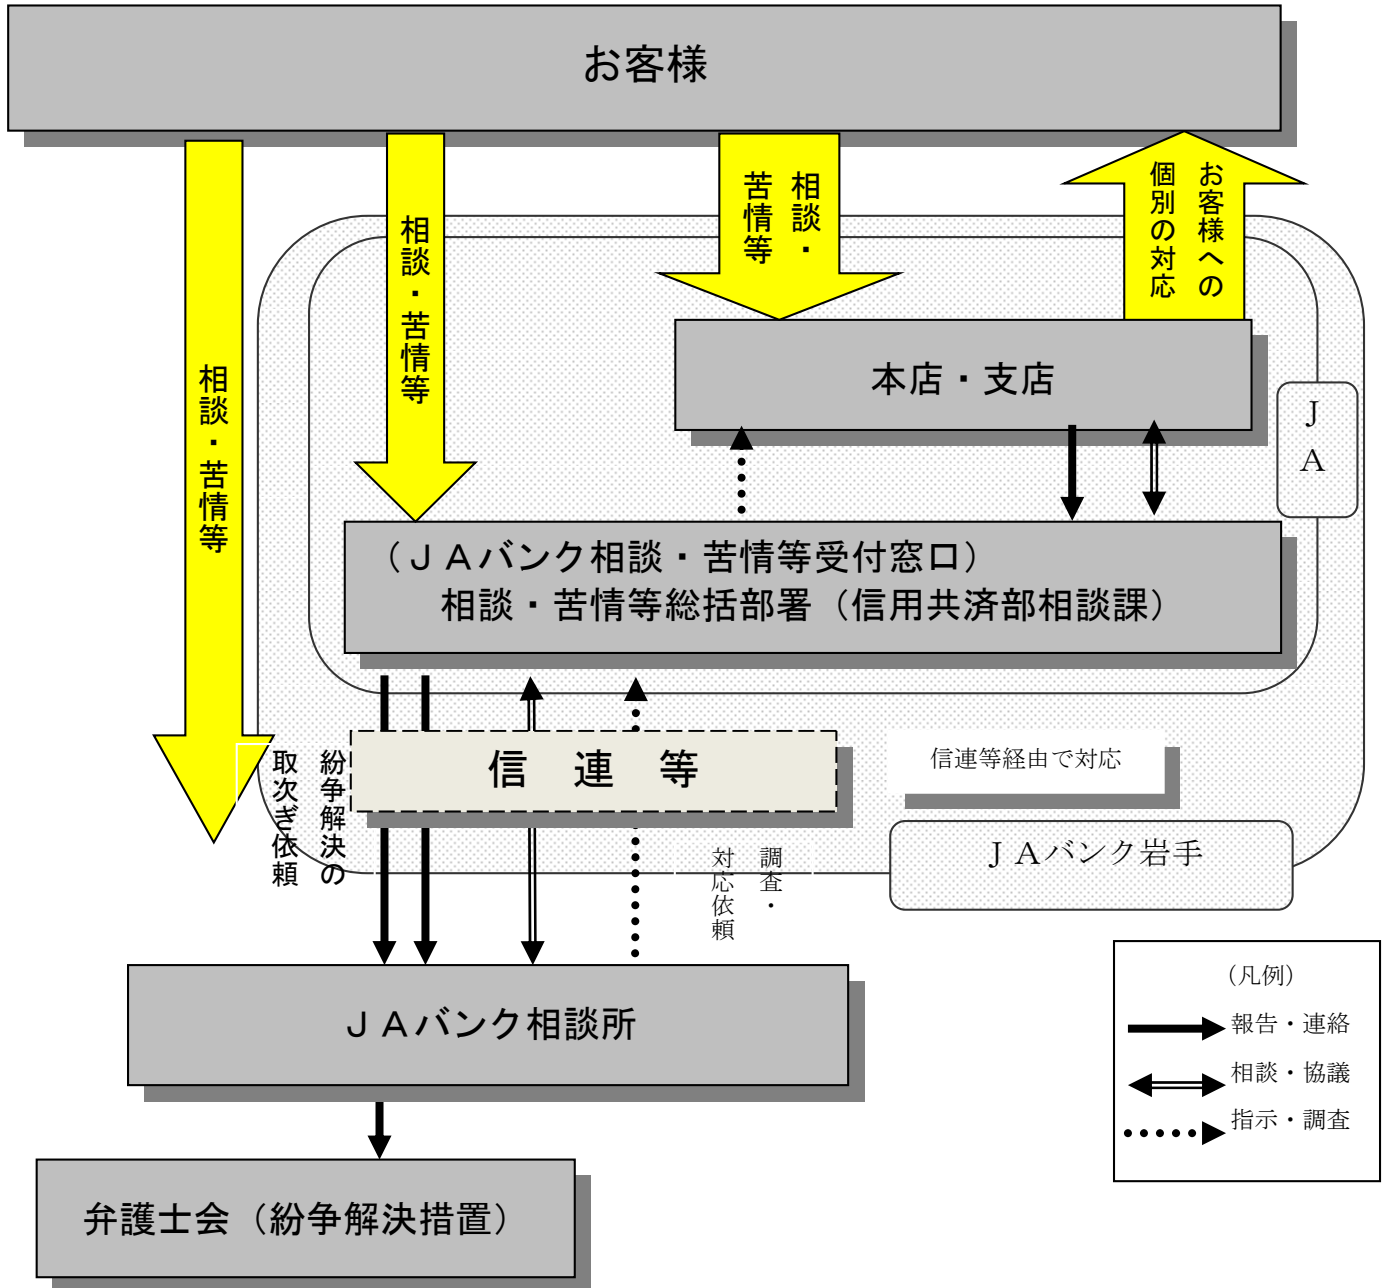 お客様
相談・苦情等
相談・苦情等
相談・
苦情等
お客様への
個別の対応
本店・支店
JA
(JAバンク相談・苦情等受付窓口)
相談・苦情等総括部署(信用共済部相談課)
信連等
信連等経由で対応
紛争解決の
取次ぎ依頼
調査・
対応依頼
JAバンク岩手
JAバンク相談所
(凡例)
報告・連絡
相談・協議
指示・調査
弁護士会(紛争解決措置)